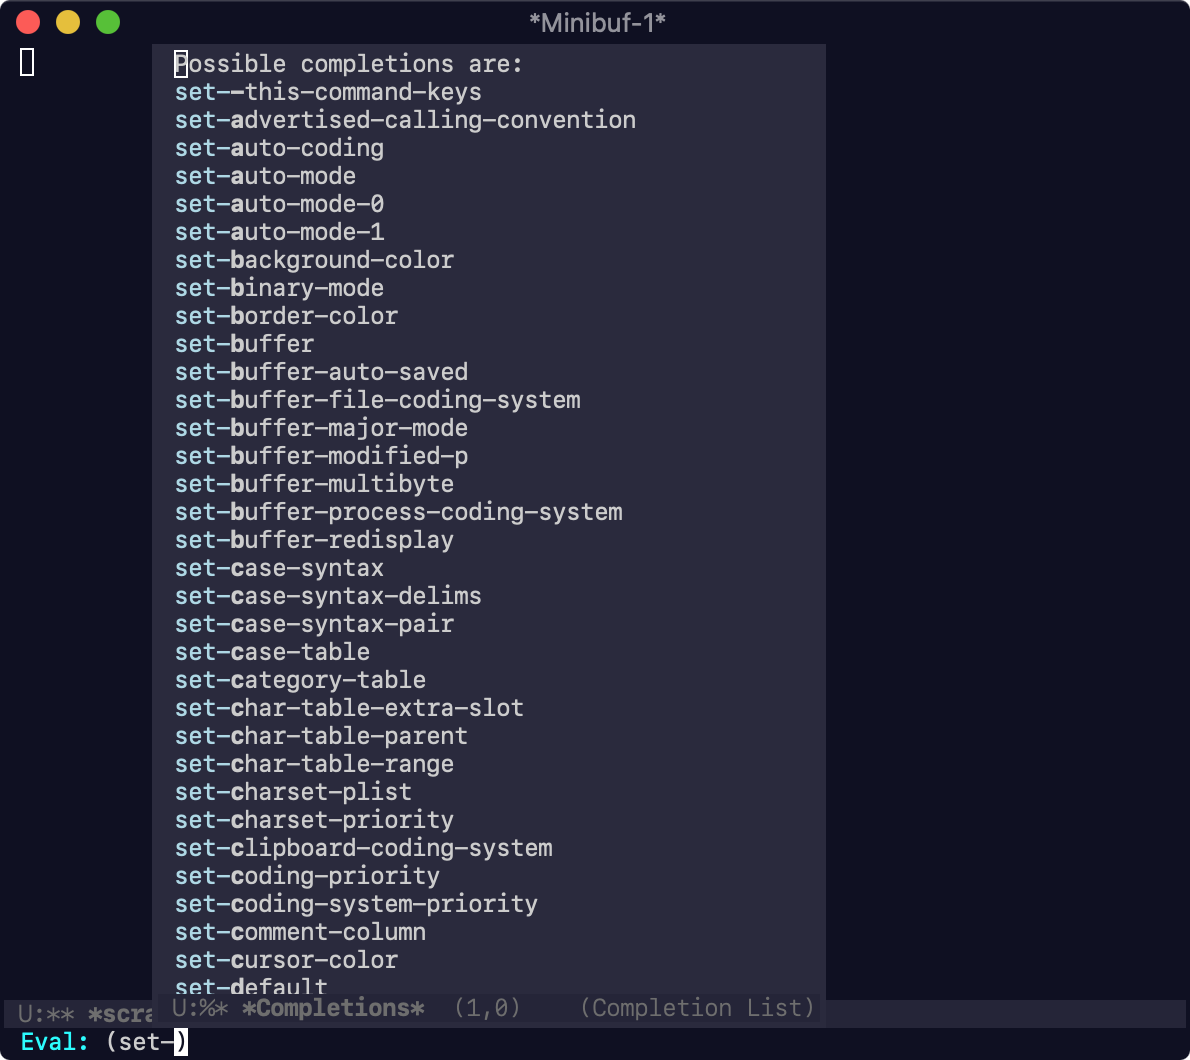 *Minibuf-1*
Possible completions are:
set--this-command-keys
set-advertised-calling-convention
set-auto-coding
set-auto-mode
set-auto-mode-0
set-auto-mode-1
set-background-color
set-binary-mode
set-border-color
set-buffer
set-buffer-auto-saved
set-buffer-file-coding-system
set-buffer-major-mode
set-buffer-modified-p
set-buffer-multibyte
set-buffer-process-coding-system
set-buffer-redisplay
set-case-syntax
set-case-syntax-delims
set-case-syntax-pair
set-case-table
set-category-table
set-char-table-extra-slot
set-char-table-parent
set-char-table-range
set-charset-plist
set-charset-priority
set-clipboard-coding-system
set-coding-priority
set-coding-system-priority
set-comment-column
set-cursor-color
set-default
U:** *scra U:%* *Completions* (1,0) (Completion List)
Eval: (set-)